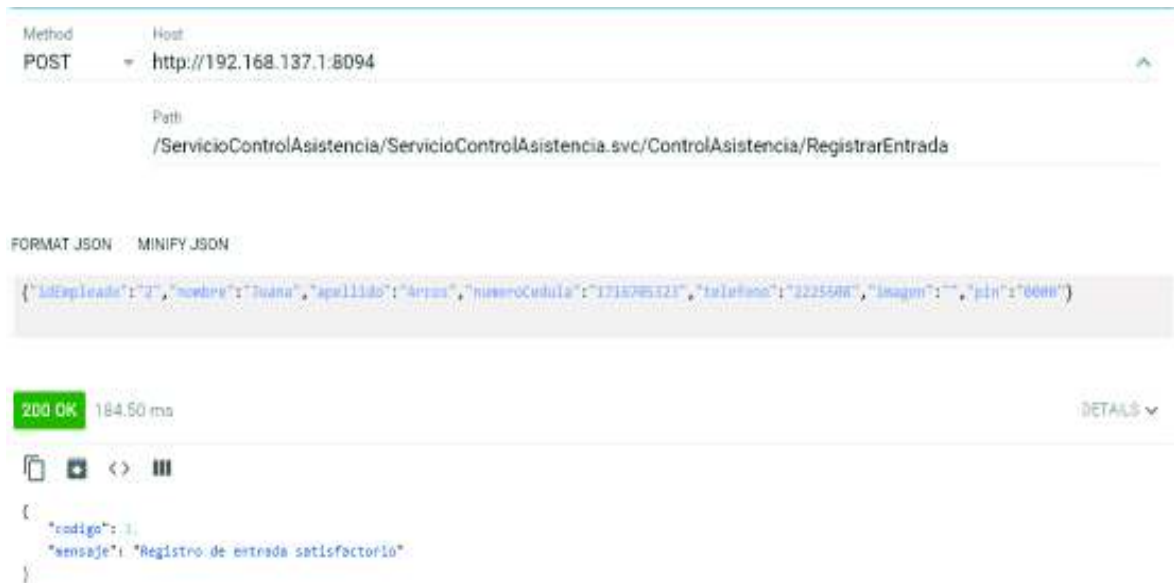 Method Host
POST http://192.168.137.1:8094
Path
/ServicioControlAsistencia/ServicioControlAsistencia.svc/ControlAsistencia/RegistrarEntrada
FORMAT JSON MINIFY JSON
{"idEmpleado":"2","nombre":"Juana","apellido":"Arcos","numeroCedula":"","telefono":"","imagen":"","pin":"0000"}
200 OK 184.50 ms DETAILS
{
"codigo": 1,
"mensaje": "Registro de entrada satisfactorio"
}